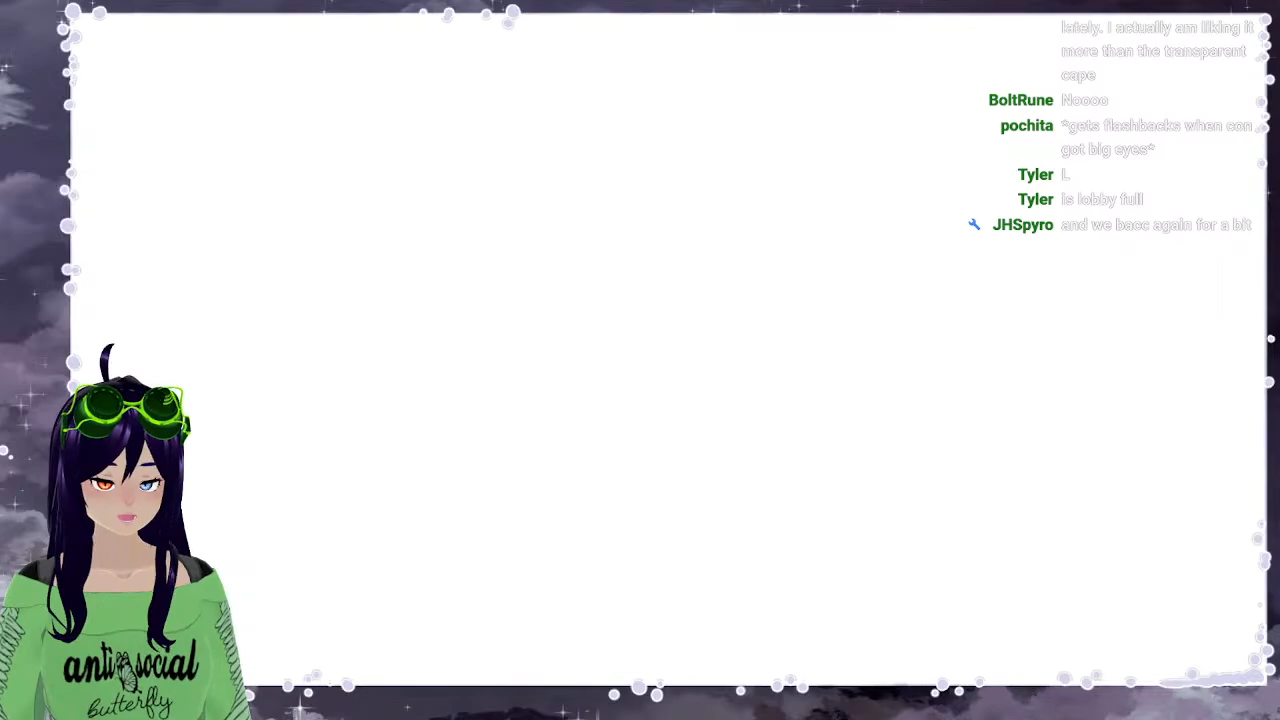 lately. I actually am liking it
more than the transparent
cape
BoltRune Noooo
pochita *gets flashbacks when con
got big eyes*
Tyler L
Tyler is lobby full
JHSpyro and we bacc again for a bit
anti social
butterfly